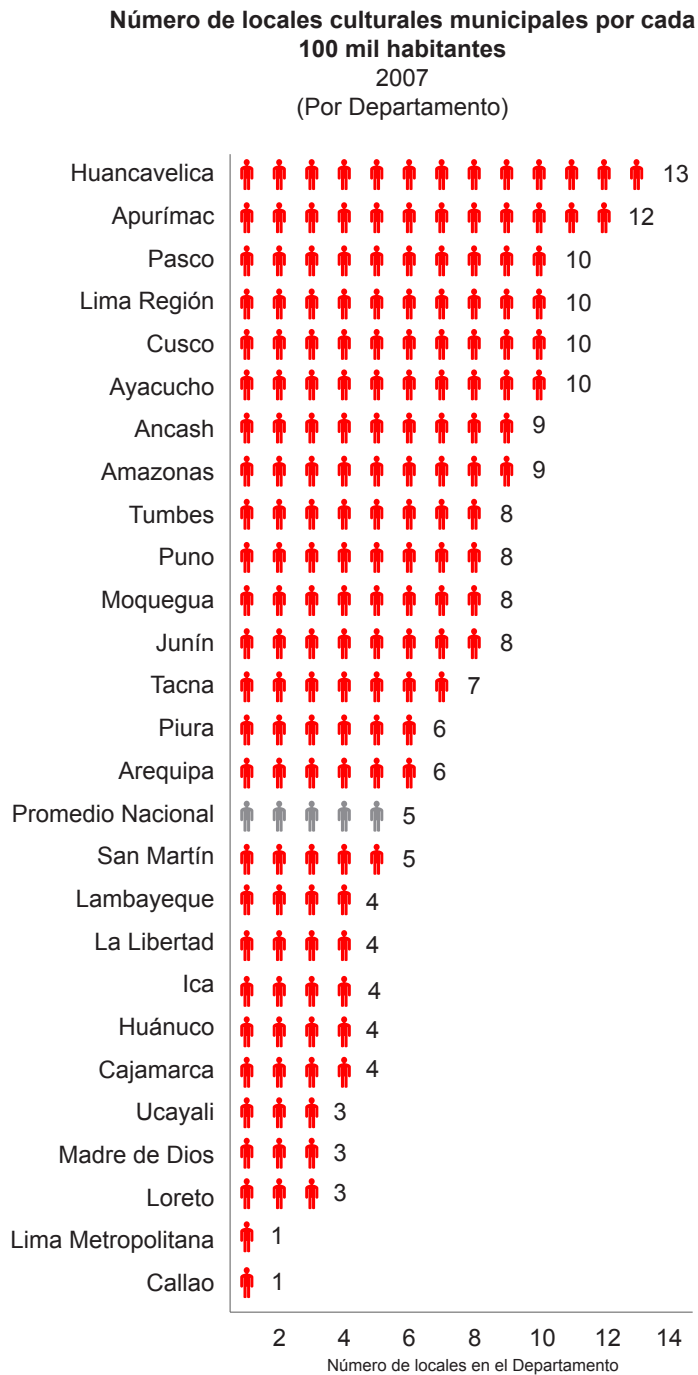 Número de locales culturales municipales por cada
100 mil habitantes
2007
(Por Departamento)
Huancavelica 13
Apurímac 12
Pasco 10
Lima Región 10
Cusco 10
Ayacucho 10
Ancash 9
Amazonas 9
Tumbes 8
Puno 8
Moquegua 8
Junín 8
Tacna 7
Piura 6
Arequipa 6
Promedio Nacional 5
San Martín 5
Lambayeque 4
La Libertad 4
Ica 4
Huánuco 4
Cajamarca 4
Ucayali 3
Madre de Dios 3
Loreto 3
Lima Metropolitana 1
Callao 1
2 4 6 8 10 12 14
Número de locales en el Departamento